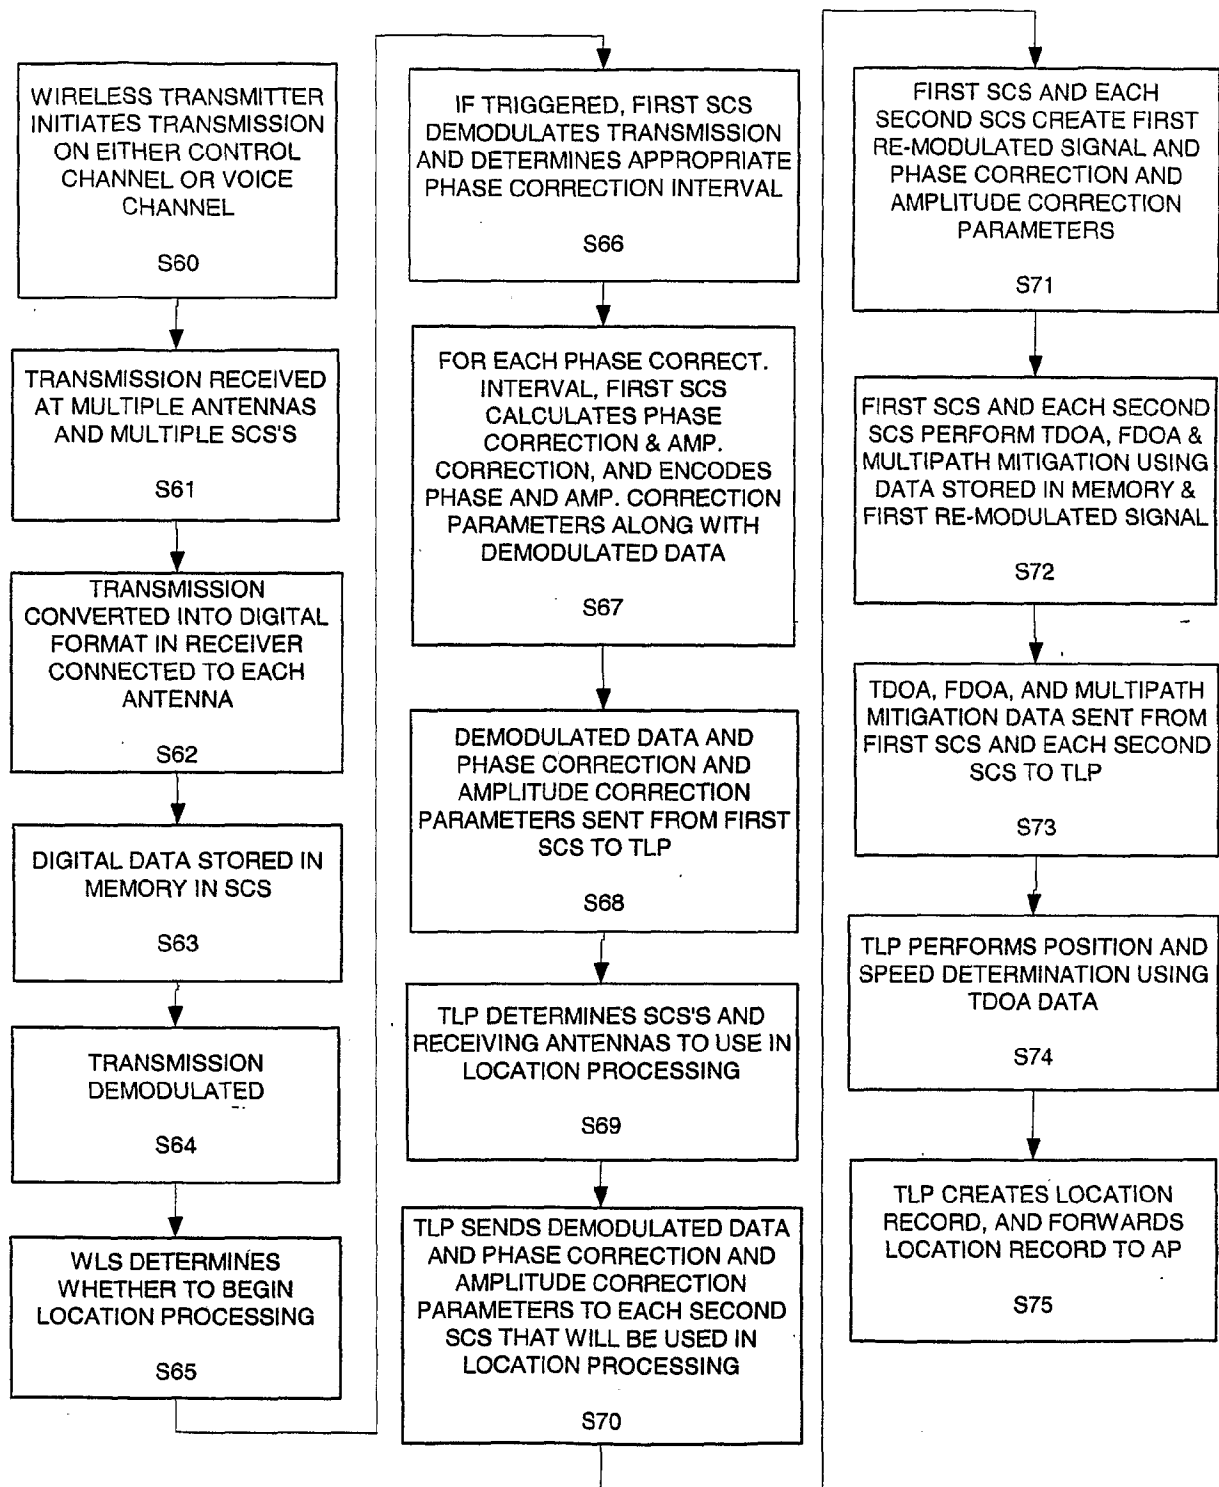 WIRELESS TRANSMITTER
INITIATES TRANSMISSION
ON EITHER CONTROL
CHANNEL OR VOICE
CHANNEL
S60
TRANSMISSION RECEIVED
AT MULTIPLE ANTENNAS
AND MULTIPLE SCS'S
S61
TRANSMISSION
CONVERTED INTO DIGITAL
FORMAT IN RECEIVER
CONNECTED TO EACH
ANTENNA
S62
DIGITAL DATA STORED IN
MEMORY IN SCS
S63
TRANSMISSION
DEMODULATED
S64
WLS DETERMINES
WHETHER TO BEGIN
LOCATION PROCESSING
S65
IF TRIGGERED, FIRST SCS
DEMODULATES TRANSMISSION
AND DETERMINES APPROPRIATE
PHASE CORRECTION INTERVAL
S66
FOR EACH PHASE CORRECT.
INTERVAL, FIRST SCS
CALCULATES PHASE
CORRECTION & AMP.
CORRECTION, AND ENCODES
PHASE AND AMP. CORRECTION
PARAMETERS ALONG WITH
DEMODULATED DATA
S67
DEMODULATED DATA AND
PHASE CORRECTION AND
AMPLITUDE CORRECTION
PARAMETERS SENT FROM FIRST
SCS TO TLP
S68
TLP DETERMINES SCS'S AND
RECEIVING ANTENNAS TO USE IN
LOCATION PROCESSING
S69
TLP SENDS DEMODULATED DATA
AND PHASE CORRECTION AND
AMPLITUDE CORRECTION
PARAMETERS TO EACH SECOND
SCS THAT WILL BE USED IN
LOCATION PROCESSING
S70
FIRST SCS AND EACH
SECOND SCS CREATE FIRST
RE-MODULATED SIGNAL AND
PHASE CORRECTION AND
AMPLITUDE CORRECTION
PARAMETERS
S71
FIRST SCS AND EACH SECOND
SCS PERFORM TDOA, FDOA &
MULTIPATH MITIGATION USING
DATA STORED IN MEMORY &
FIRST RE-MODULATED SIGNAL
S72
TDOA, FDOA, AND MULTIPATH
MITIGATION DATA SENT FROM
FIRST SCS AND EACH SECOND
SCS TO TLP
S73
TLP PERFORMS POSITION AND
SPEED DETERMINATION USING
TDOA DATA
S74
TLP CREATES LOCATION
RECORD, AND FORWARDS
LOCATION RECORD TO AP
S75